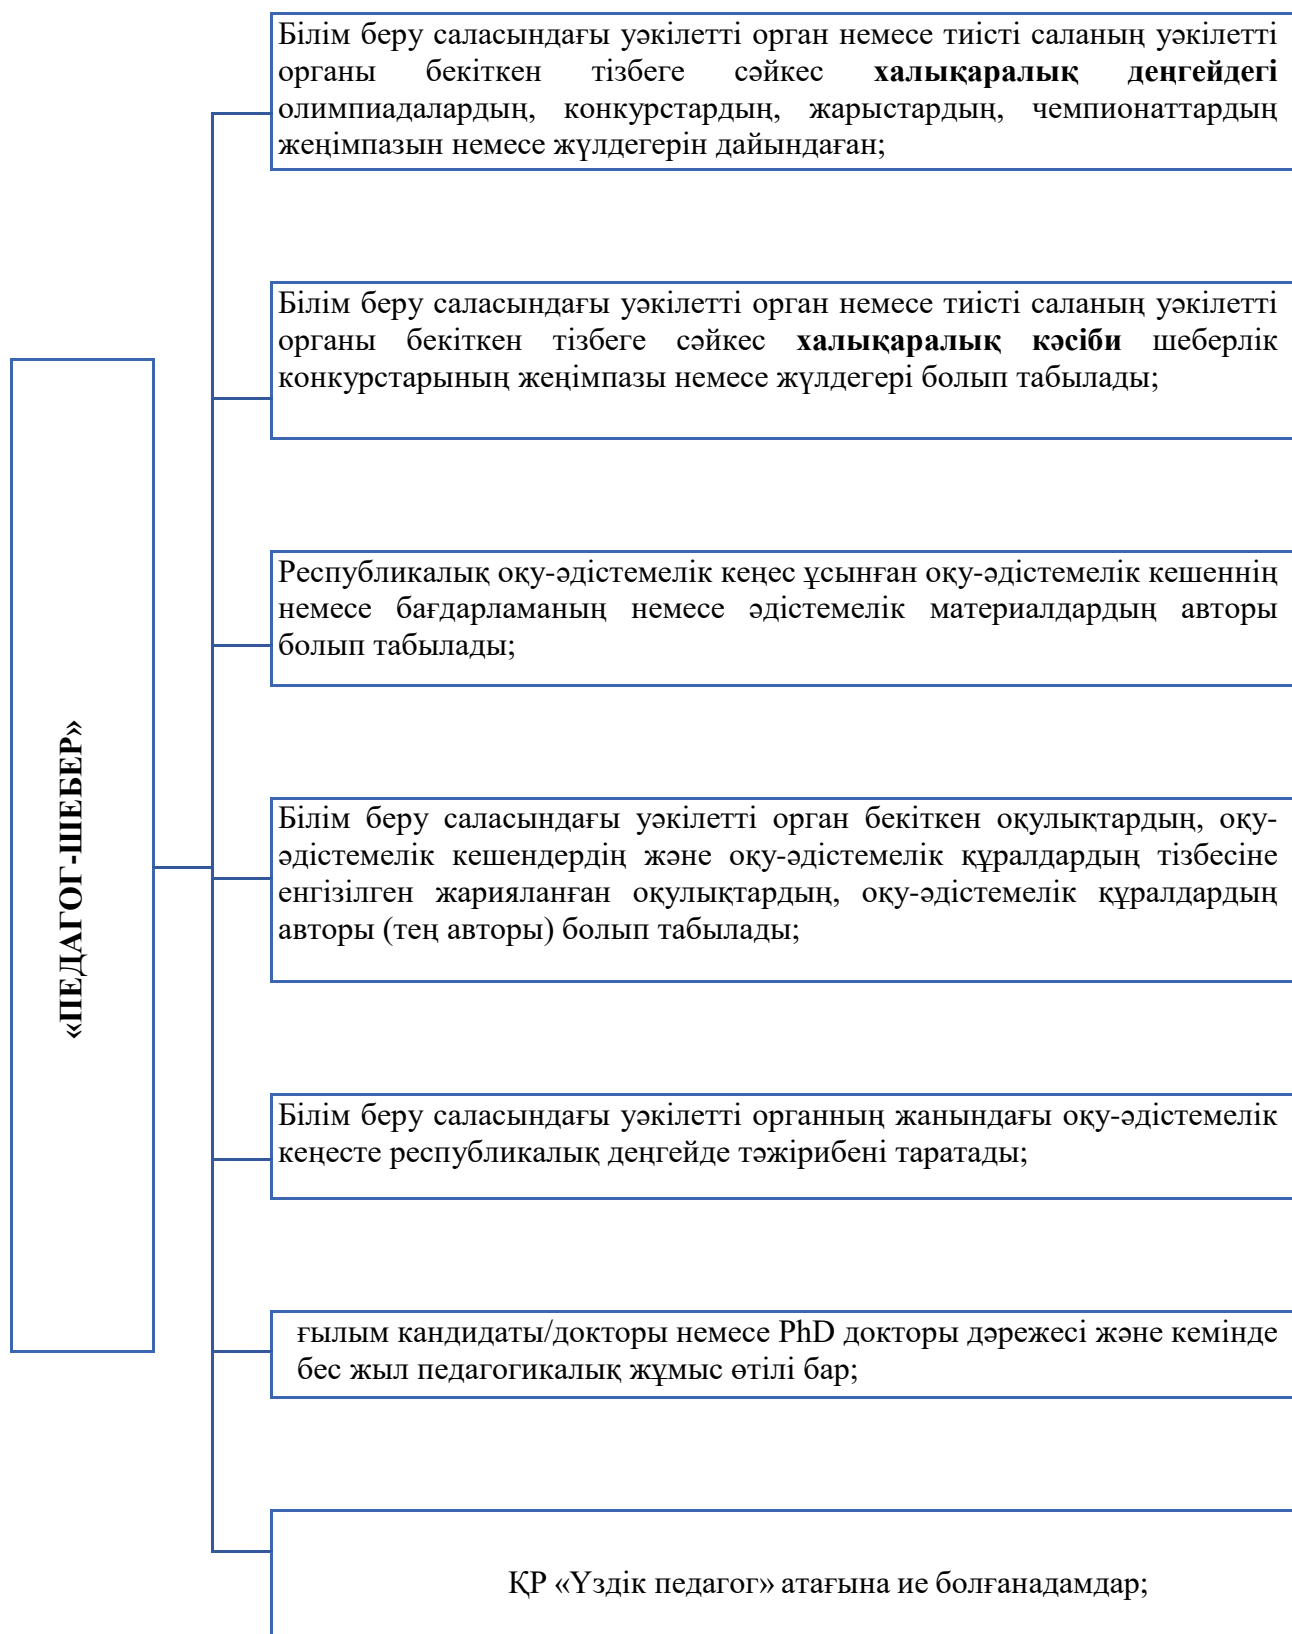 Білім беру саласындағы уәкілетті орган немесе тиісті саланың уәкілетті
органы бекіткен тізбеге сәйкес халықаралық деңгейдегі
олимпиадалардың, конкурстардың, жарыстардың, чемпионаттардың
жеңімпазын немесе жүлдегерін дайындаған;
Білім беру саласындағы уәкілетті орган немесе тиісті саланың уәкілетті
органы бекіткен тізбеге сәйкес халықаралық кәсіби шеберлік
конкурстарының жеңімпазы немесе жүлдегері болып табылады;
Республикалық оқу-әдістемелік кеңес ұсынған оқу-әдістемелік кешеннің
немесе бағдарламаның немесе әдістемелік материалдардың авторы
болып табылады;
«ПЕДАГОГ-ШЕБЕР»
Білім беру саласындағы уәкілетті орган бекіткен оқулықтардың, оқу-
әдістемелік кешендердің және оқу-әдістемелік құралдардың тізбесіне
енгізілген жарияланған оқулықтардың, оқу-әдістемелік құралдардың
авторы (тең авторы) болып табылады;
Білім беру саласындағы уәкілетті органның жанындағы оқу-әдістемелік
кеңесте республикалық деңгейде тәжірибені таратады;
ғылым кандидаты/докторы немесе PhD докторы дәрежесі және кемінде
бес жыл педагогикалық жұмыс өтілі бар;
ҚР «Үздік педагог» атағына ие болғанадамдар;